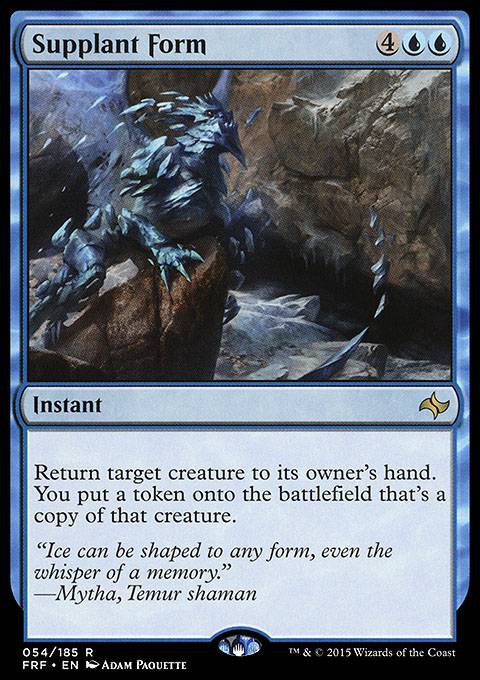 Supplant Form 4
Instant
Return target creature to its owner's hand.
You put a token onto the battlefield that's a
copy of that creature.
“Ice can be shaped to any form, even the
whisper of a memory.”
—Mytha, Temur shaman
054/185 R
FRF • EN Adam Paquette
™ & © 2015 Wizards of the Coast